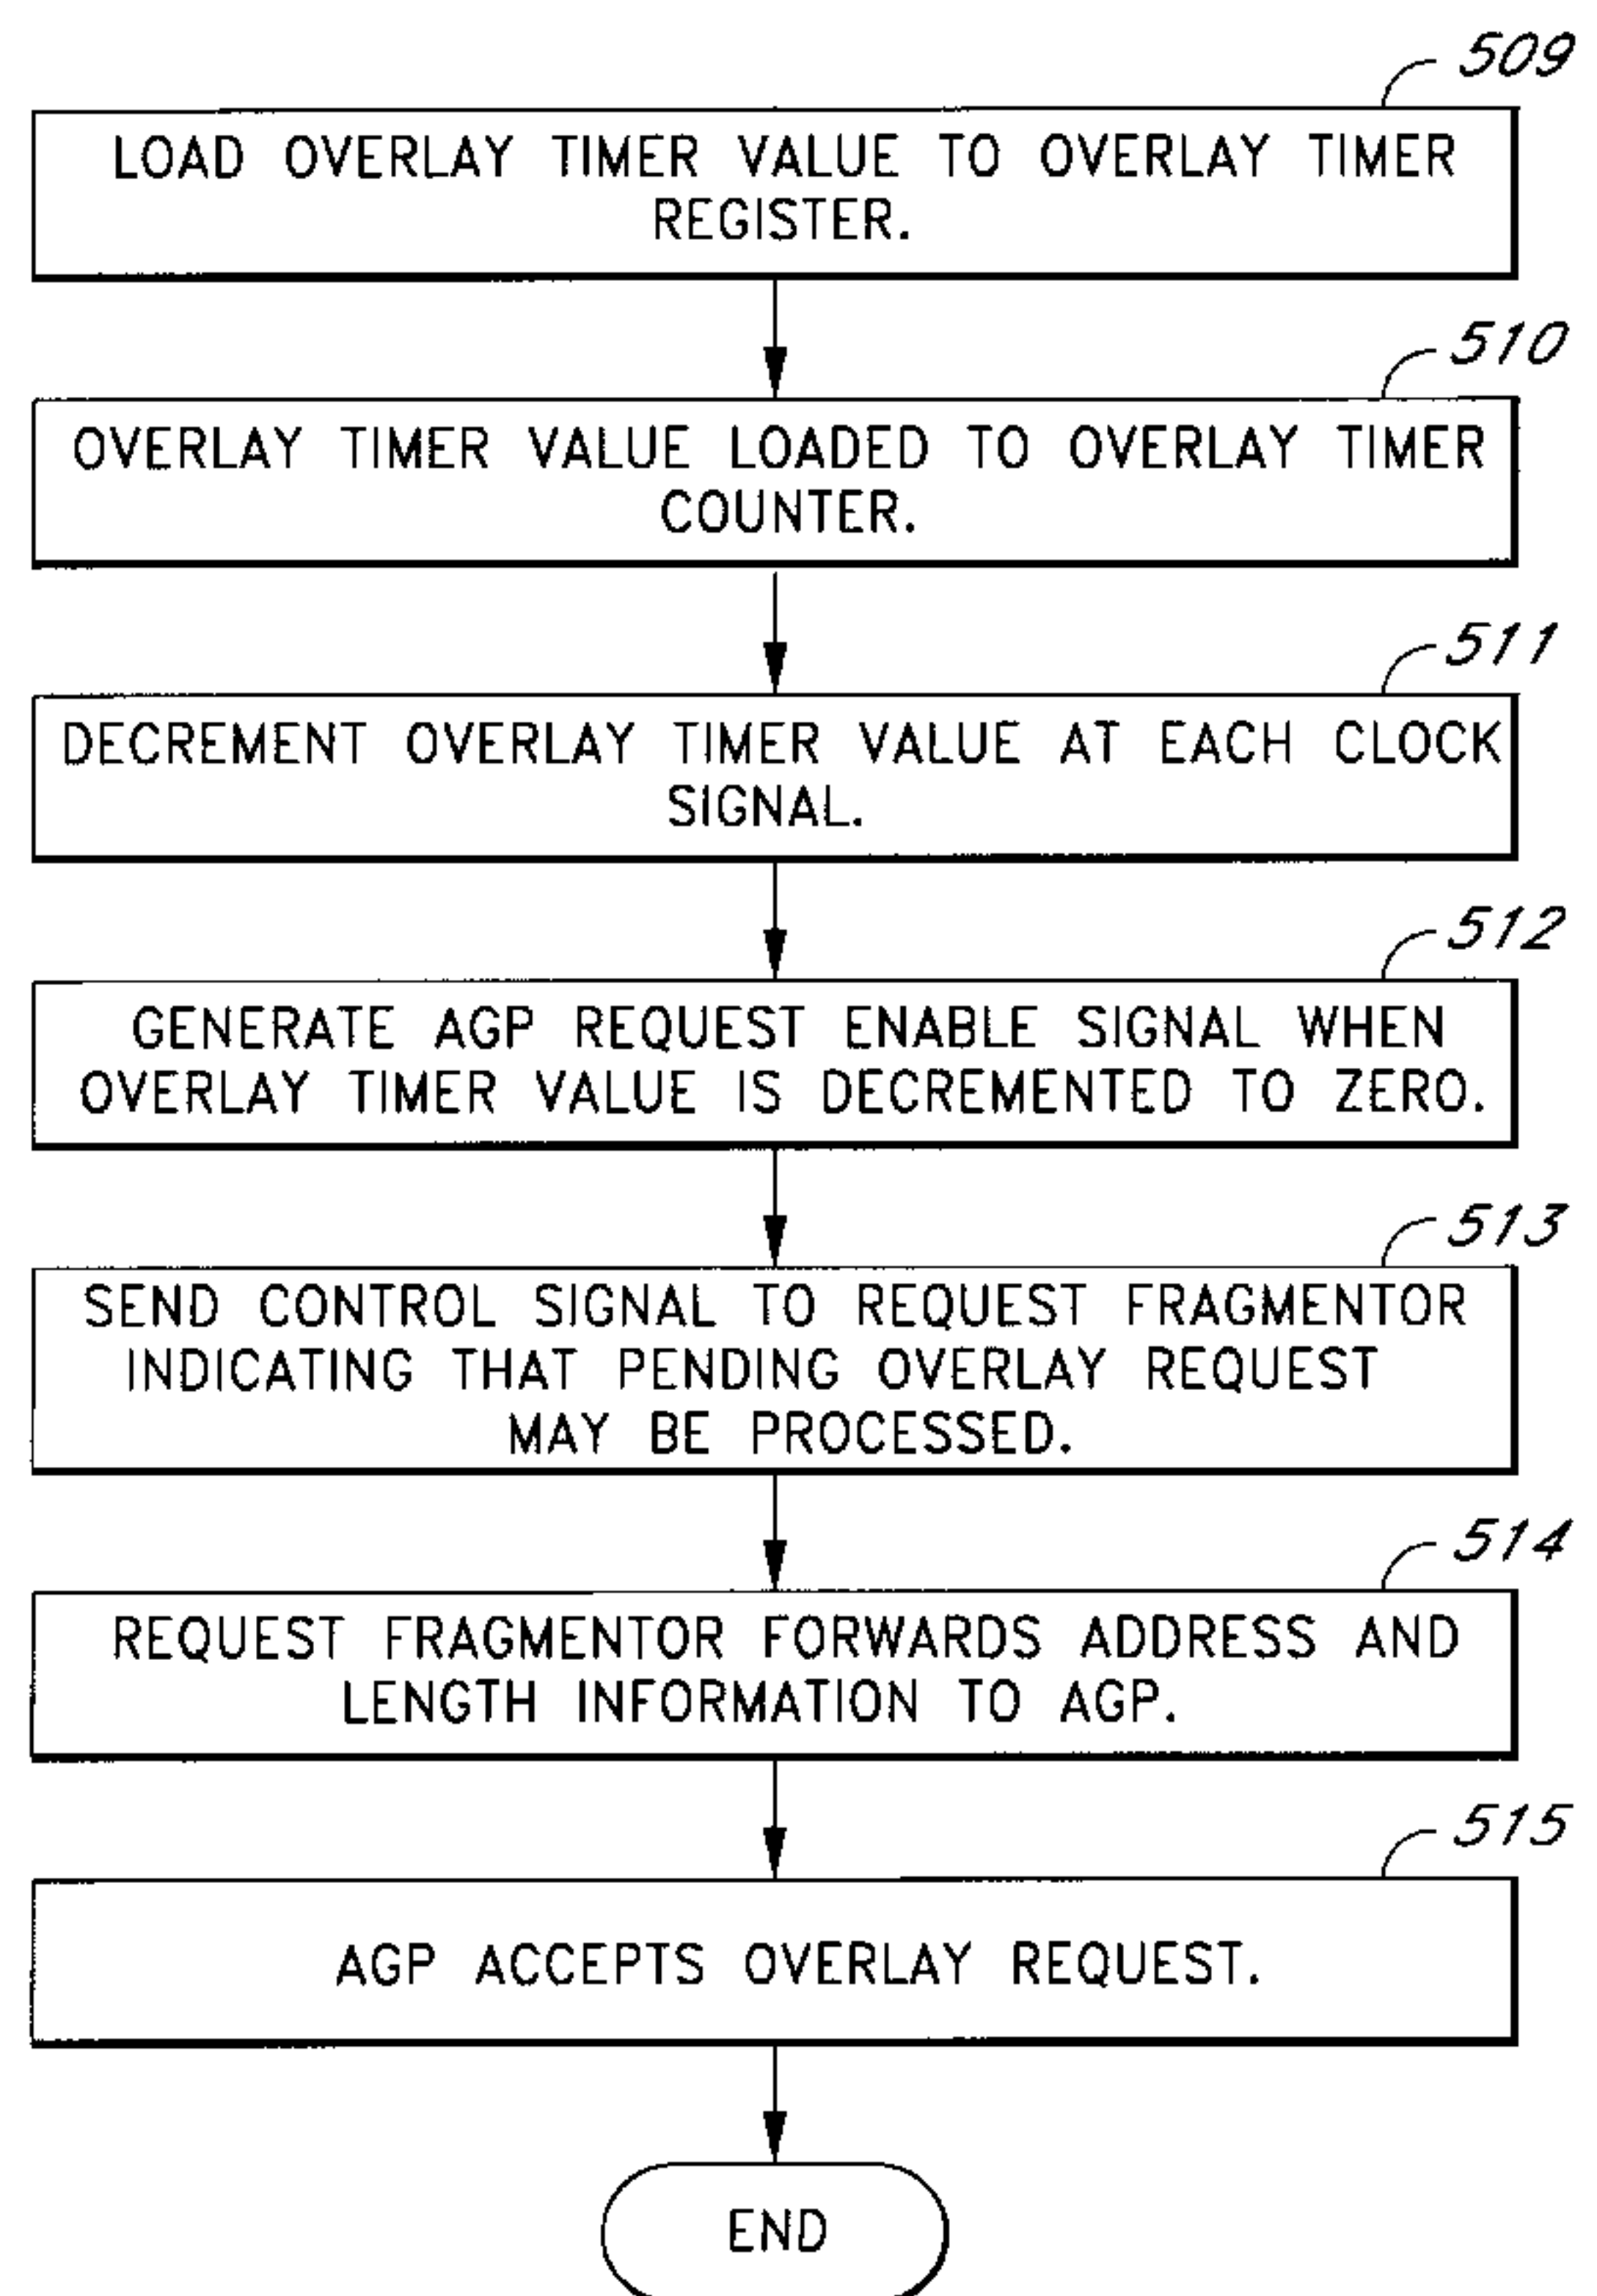 509
LOAD OVERLAY TIMER VALUE TO OVERLAY TIMER
REGISTER.
510
OVERLAY TIMER VALUE LOADED TO OVERLAY TIMER
COUNTER.
511
DECREMENT OVERLAY TIMER VALUE AT EACH CLOCK
SIGNAL.
512
GENERATE AGP REQUEST ENABLE SIGNAL WHEN
OVERLAY TIMER VALUE IS DECREMENTED TO ZERO.
513
SEND CONTROL SIGNAL TO REQUEST FRAGMENTOR
INDICATING THAT PENDING OVERLAY REQUEST
MAY BE PROCESSED.
514
REQUEST FRAGMENTOR FORWARDS ADDRESS AND
LENGTH INFORMATION TO AGP.
515
AGP ACCEPTS OVERLAY REQUEST.
END